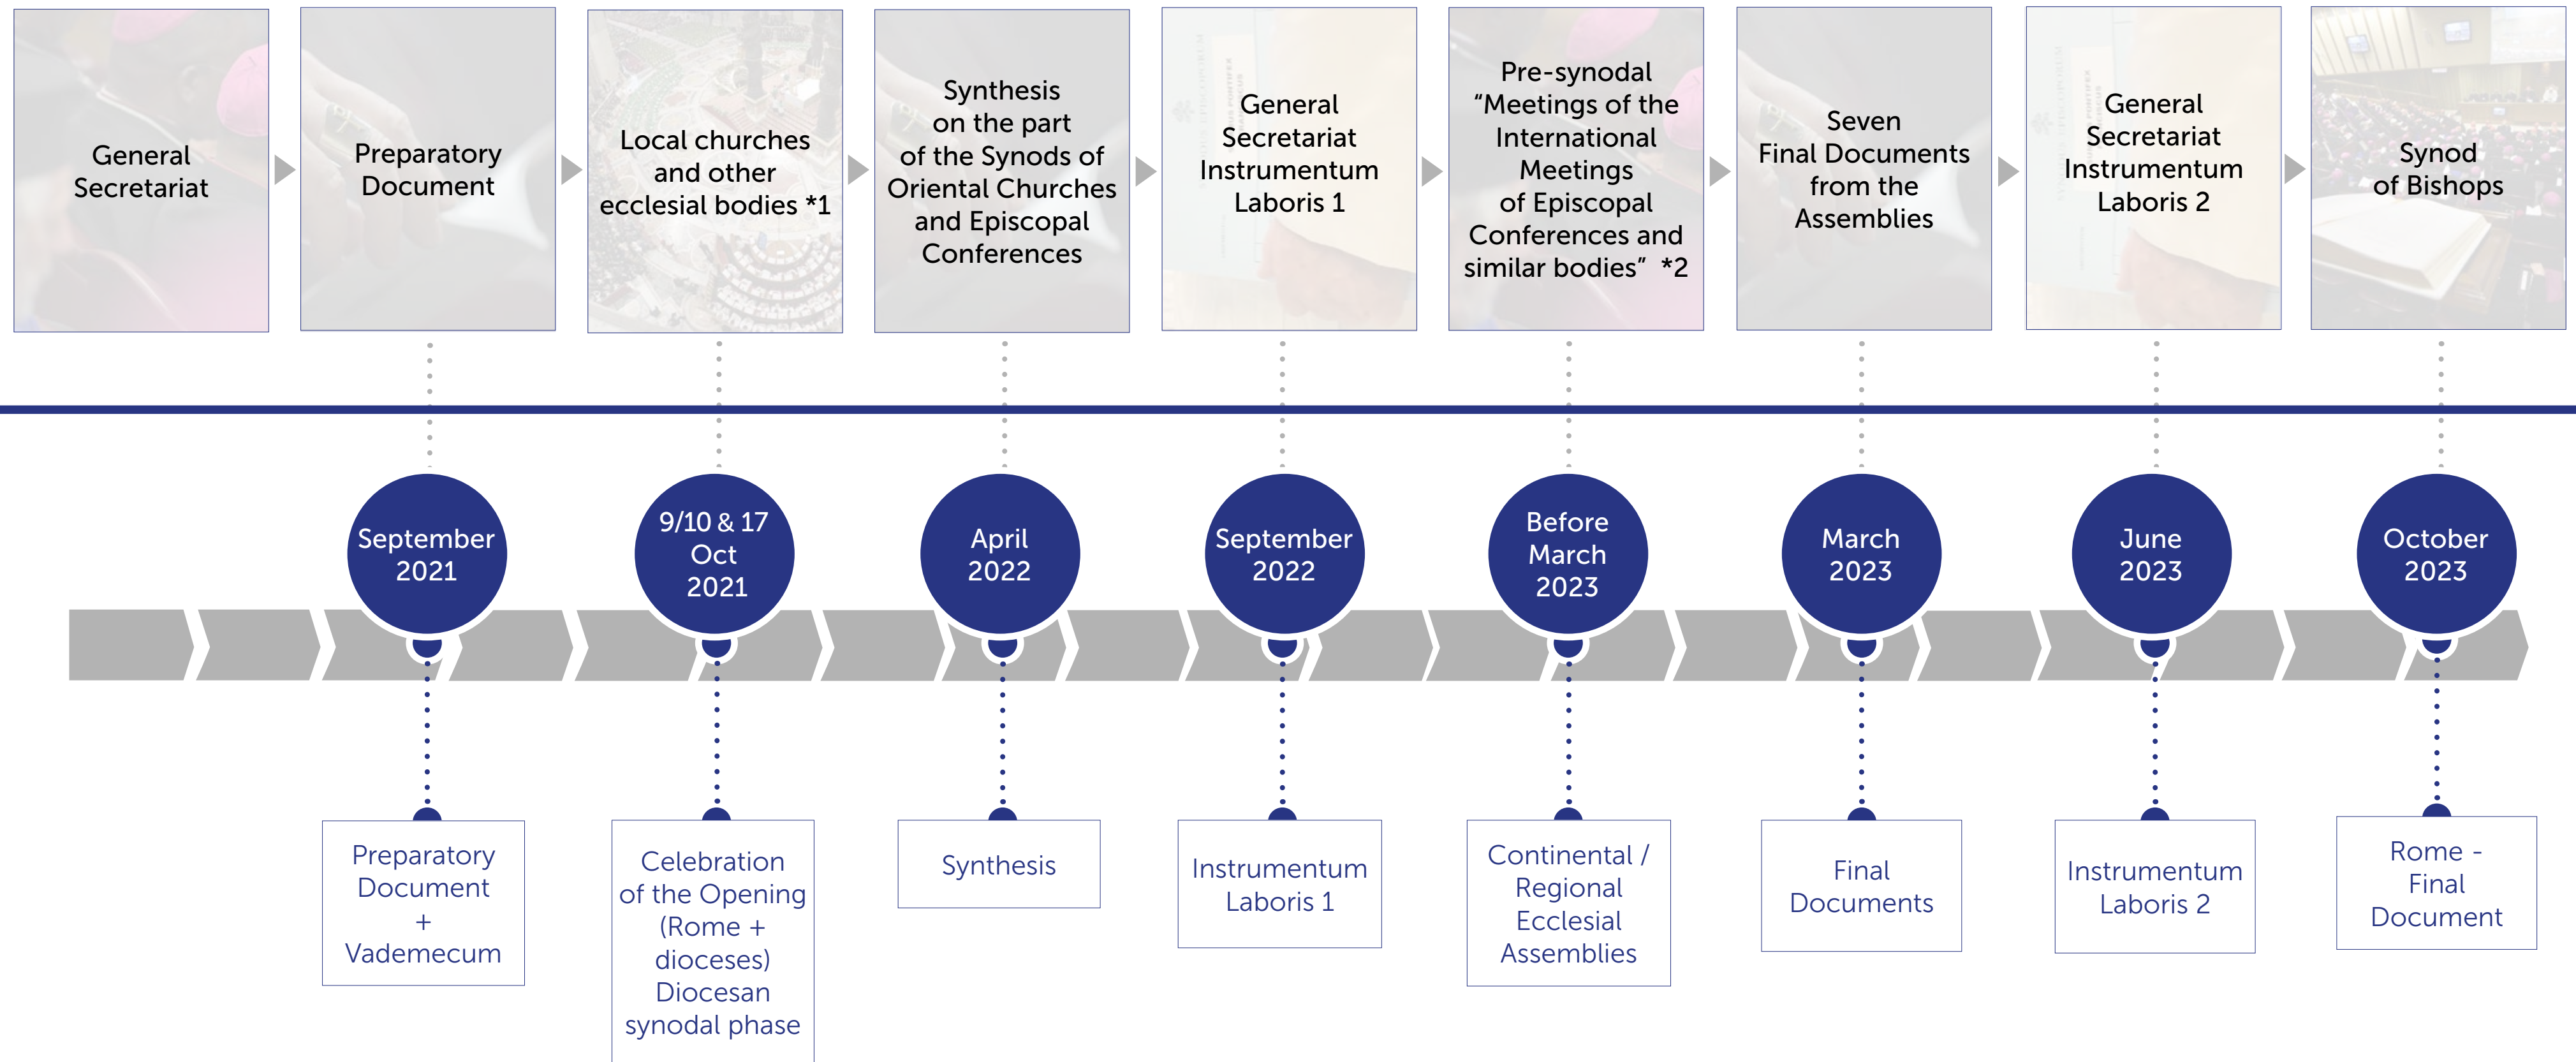 General
Secretariat
Preparatory
Document
Local churches
and other
ecclesial bodies *1
Synthesis
on the part
of the Synods of
Oriental Churches
and Episcopal
Conferences
General
Secretariat
Instrumentum
Laboris 1
Pre-synodal
“Meetings of the
International
Meetings
of Episcopal
Conferences and
similar bodies” *2
Seven
Final Documents
from the
Assemblies
General
Secretariat
Instrumentum
Laboris 2
Synod
of Bishops
September
2021
9/10 & 17
Oct
2021
April
2022
September
2022
Before
March
2023
March
2023
June
2023
October
2023
Preparatory
Document
+
Vademecum
Celebration
of the Opening
(Rome +
dioceses)
Diocesan
synodal phase
Synthesis
Instrumentum
Laboris 1
Continental /
Regional
Ecclesial
Assemblies
Final
Documents
Instrumentum
Laboris 2
Rome -
Final
Document